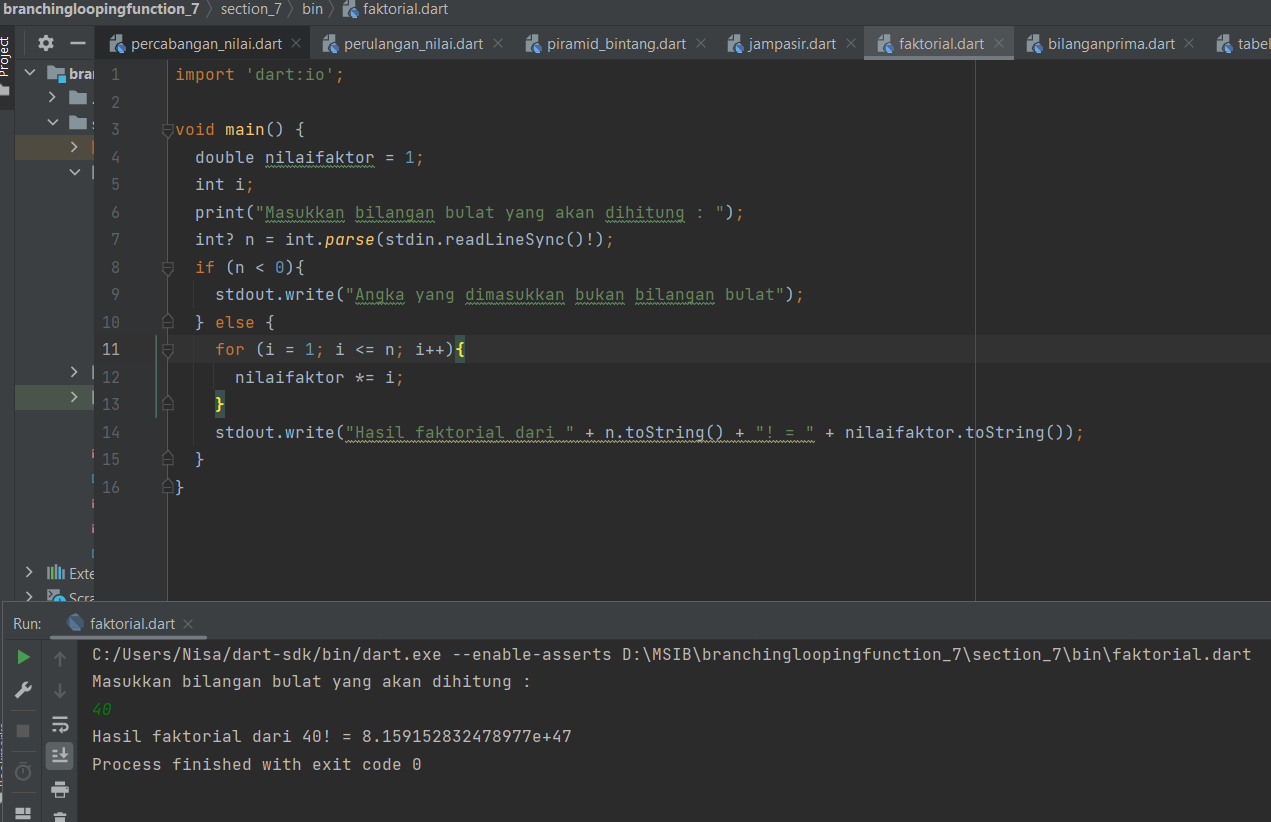 branchingloopingfunction_7 section_7 bin faktorial.dart
Project
percabangan_nilai.dart perulangan_nilai.dart piramid_bintang.dart jampasir.dart faktorial.dart bilanganprima.dart tabel
bran
1 import 'dart:io';
2
3 void main() {
4 double nilaifaktor = 1;
5 int i;
6 print("Masukkan bilangan bulat yang akan dihitung : ");
7 int? n = int.parse(stdin.readLineSync()!);
8 if (n < 0){
9 stdout.write("Angka yang dimasukkan bukan bilangan bulat");
10 } else {
11 for (i = 1; i <= n; i++){
12 nilaifaktor *= i;
13 }
14 stdout.write("Hasil faktorial dari " + n.toString() + "! = " + nilaifaktor.toString());
15 }
16 }
Exte
Scra
Run: faktorial.dart
C:/Users/Nisa/dart-sdk/bin/dart.exe --enable-asserts D:\MSIB\branchingloopingfunction_7\section_7\bin\faktorial.dart
Masukkan bilangan bulat yang akan dihitung :
40
Hasil faktorial dari 40! = 8.159152832478977e+47
Process finished with exit code 0